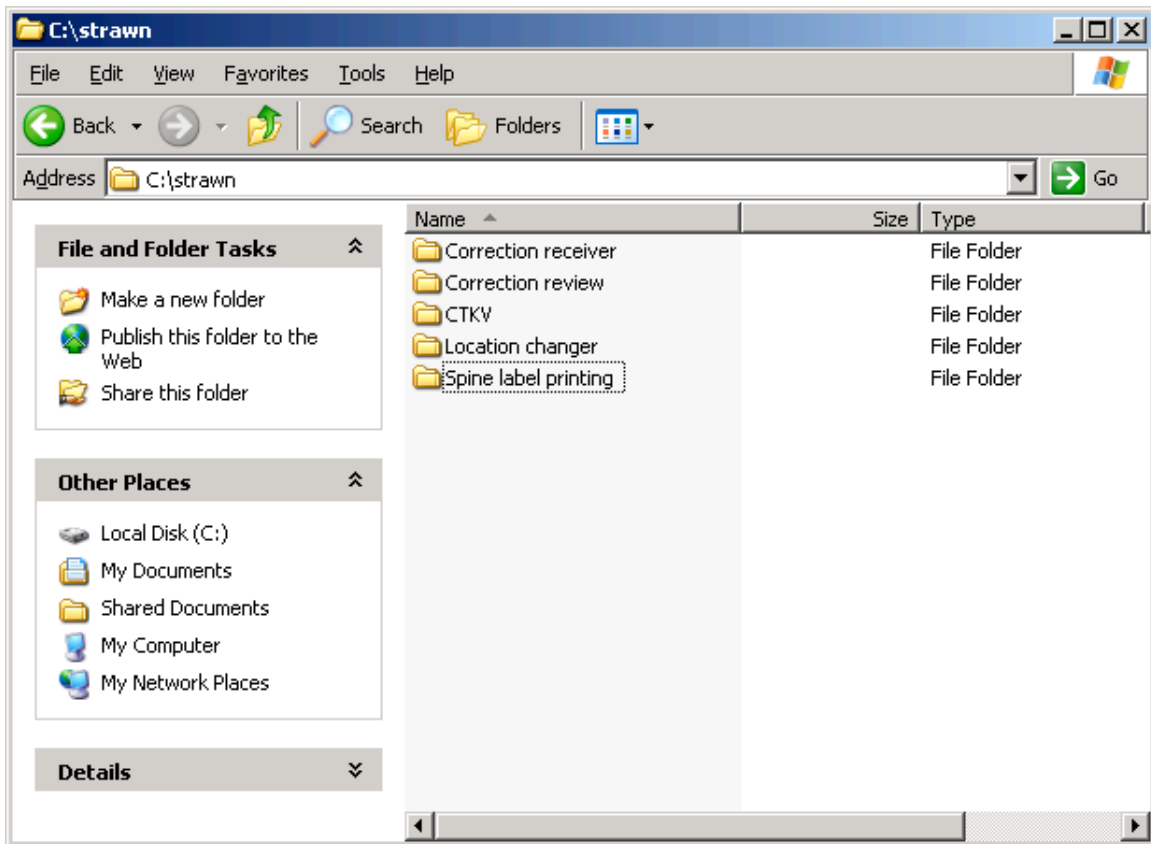 C:\strawn
File Edit View Favorites Tools Help
Back Search Folders
Address C:\strawn Go
File and Folder Tasks
Make a new folder
Publish this folder to the
Web
Share this folder
Other Places
Local Disk (C:)
My Documents
Shared Documents
My Computer
My Network Places
Details
Name Size Type
Correction receiver File Folder
Correction review File Folder
CTKV File Folder
Location changer File Folder
Spine label printing File Folder